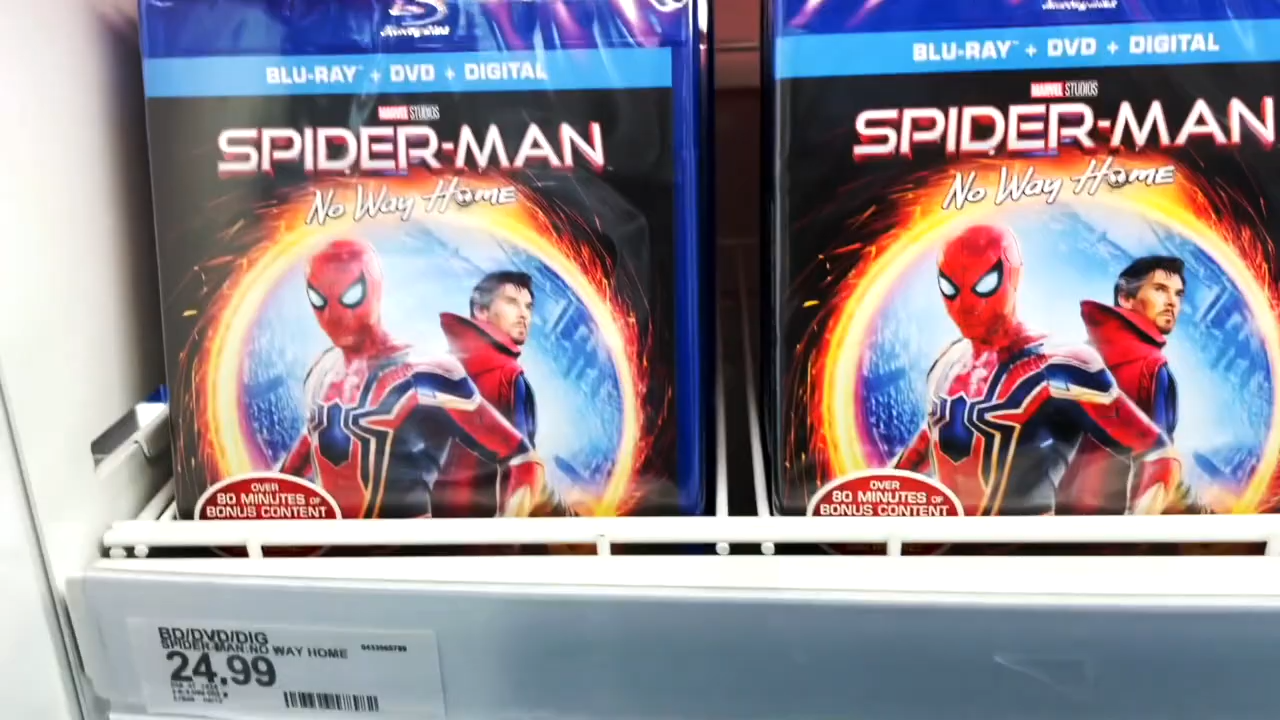 BLU-RAY™ + DVD + DIGITAL
MARVEL STUDIOS
SPIDER-MAN
No Way Home
OVER
80 MINUTES OF
BONUS CONTENT
BLU-RAY™ + DVD + DIGITAL
MARVEL STUDIOS
SPIDER-MAN
No Way Home
OVER
80 MINUTES OF
BONUS CONTENT
BD/DVD/DIG
SPIDER-MAN:NO WAY HOME
24.99